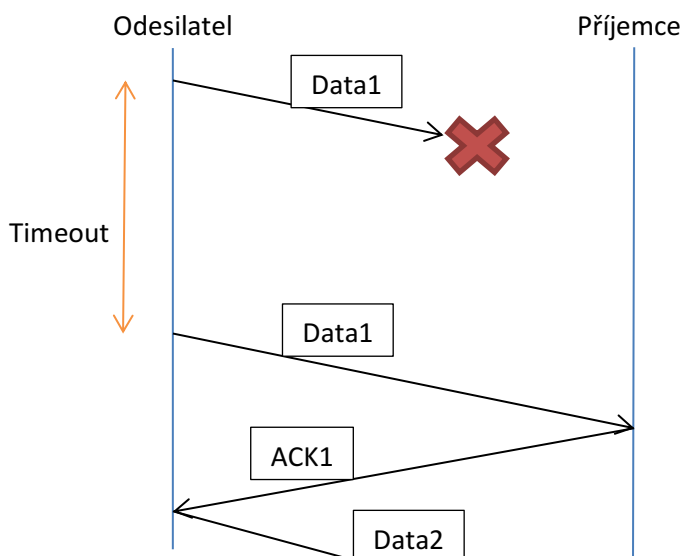 Odesilatel
Příjemce
Data1
Timeout
Data1
ACK1
Data2